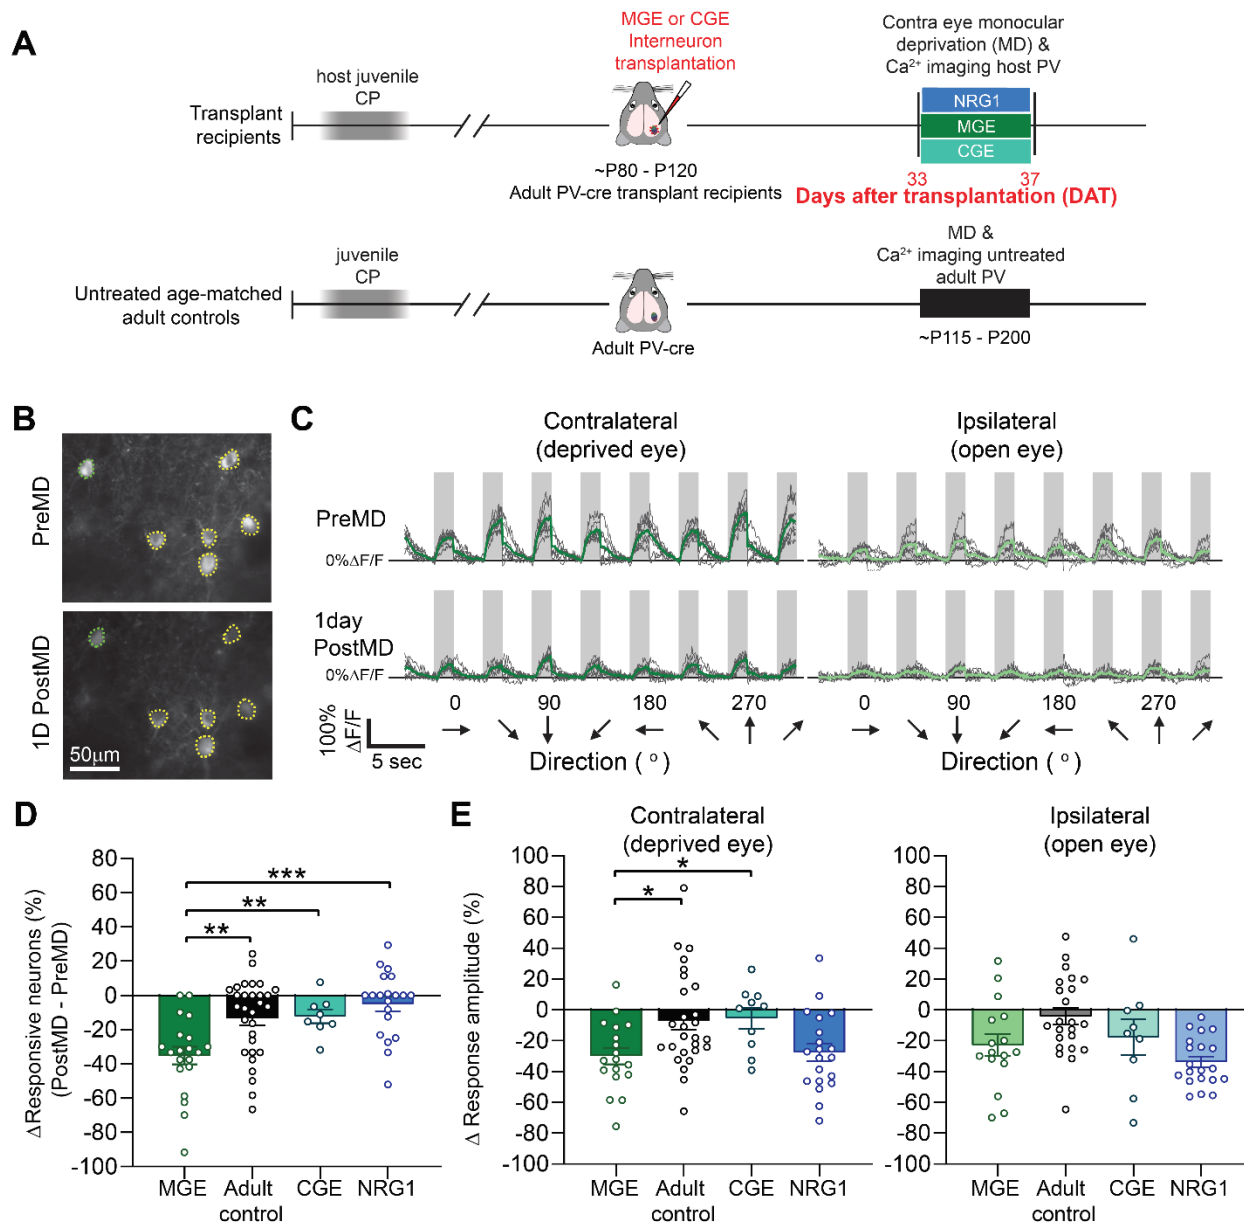 A
MGE or CGE
Interneuron
transplantation
Contra eye monocular
deprivation (MD) &
Ca²⁺ imaging host PV
host juvenile
CP
Transplant
recipients
NRG1
MGE
CGE
~P80 - P120
Adult PV-cre transplant recipients
33
37
Days after transplantation (DAT)
juvenile
CP
MD &
Ca²⁺ imaging untreated
adult PV
Untreated age-matched
adult controls
Adult PV-cre
~P115 - P200
B
PreMD
1D PostMD
50μm
C
Contralateral
(deprived eye)
Ipsilateral
(open eye)
PreMD
0%ΔF/F
0%ΔF/F
1day
PostMD
0%ΔF/F
0%ΔF/F
0 90 180 270
0 90 180 270
100%
ΔF/F
5 sec
Direction ( ° )
Direction ( ° )
D
ΔResponsive neurons (%)
(PostMD - PreMD)
80
60
40
20
0
-20
-40
-60
-80
-100
***
**
**
MGE
Adult
control
CGE
NRG1
E
Contralateral
(deprived eye)
Δ Response amplitude (%)
100
80
60
40
20
0
-20
-40
-60
-80
-100
*
*
MGE
Adult
control
CGE
NRG1
Ipsilateral
(open eye)
100
80
60
40
20
0
-20
-40
-60
-80
-100
MGE
Adult
control
CGE
NRG1